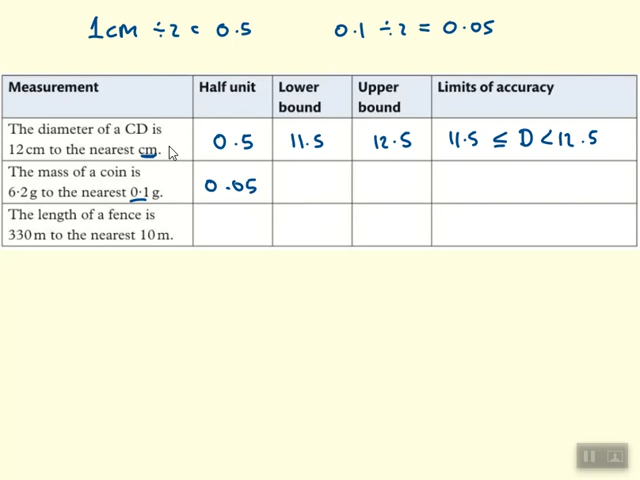 1cm ÷2 = 0.5 0.1 ÷2 = 0.05
Measurement Half unit Lower bound Upper bound Limits of accuracy
The diameter of a CD is
12 cm to the nearest cm. 0.5 11.5 12.5 11.5 ≤ D < 12.5
The mass of a coin is
6·2 g to the nearest 0·1 g. 0.05
The length of a fence is
330 m to the nearest 10 m.